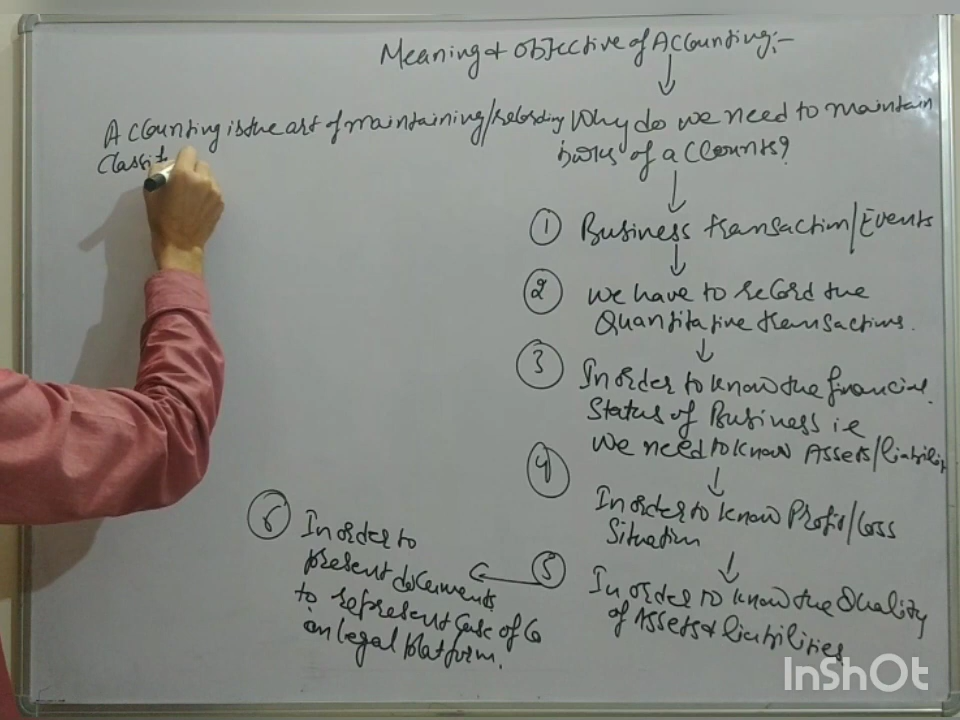 Meaning & objective of Accounting:-
Accounting is the art of maintaining/recording
Classif
Why do we need to maintain
books of accounts?
1 Business transaction/Events
2 We have to record the
Quantitative transactions.
3 In order to know the financial
Status of Business ie
we need to know Assets/liabilit
4 In order to know Profit/Loss
Situation
5 In order to know the Quality
of Assets & liabilities
6 In order to
present documents
to represent Case of Co
on legal platform.
InShOt